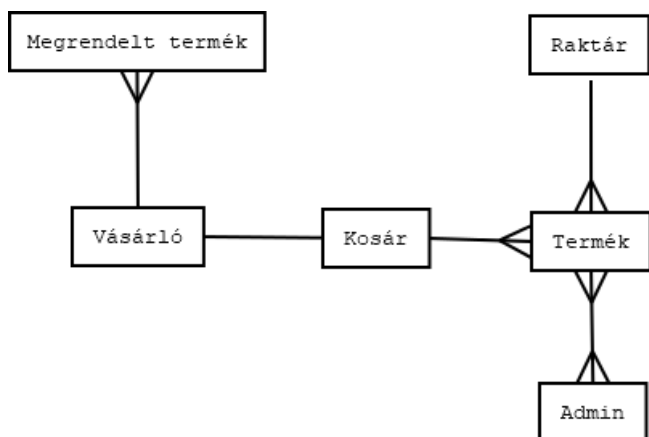 Megrendelt termék
Raktár
Vásárló
Kosár
Termék
Admin